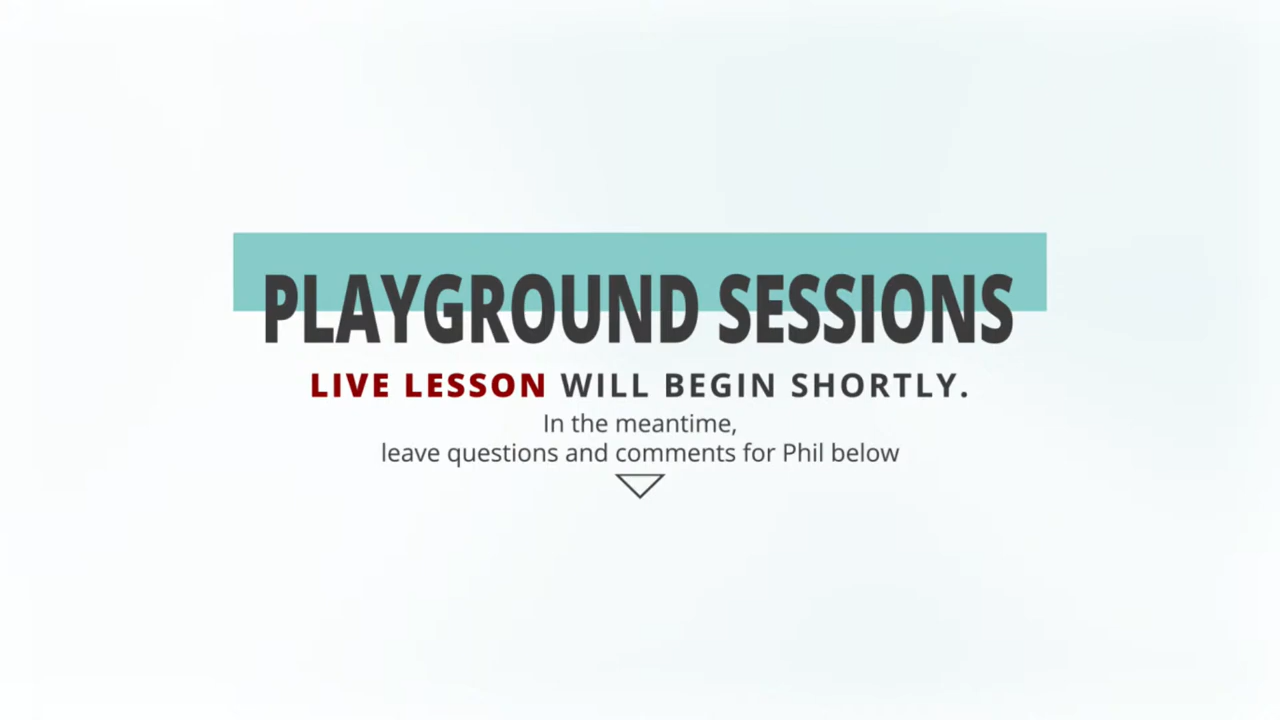 PLAYGROUND SESSIONS
LIVE LESSON WILL BEGIN SHORTLY.
In the meantime,
leave questions and comments for Phil below